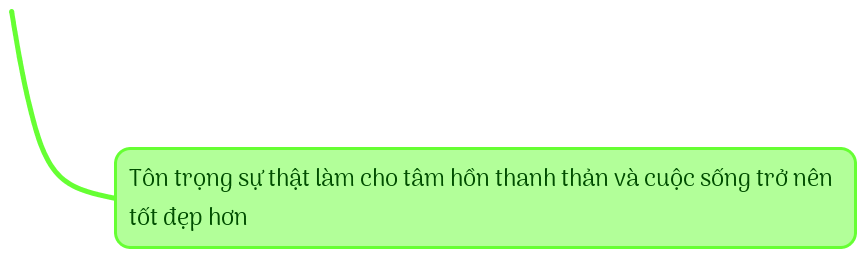 Tôn trọng sự thật làm cho tâm hồn thanh thản và cuộc sống trở nên
tốt đẹp hơn